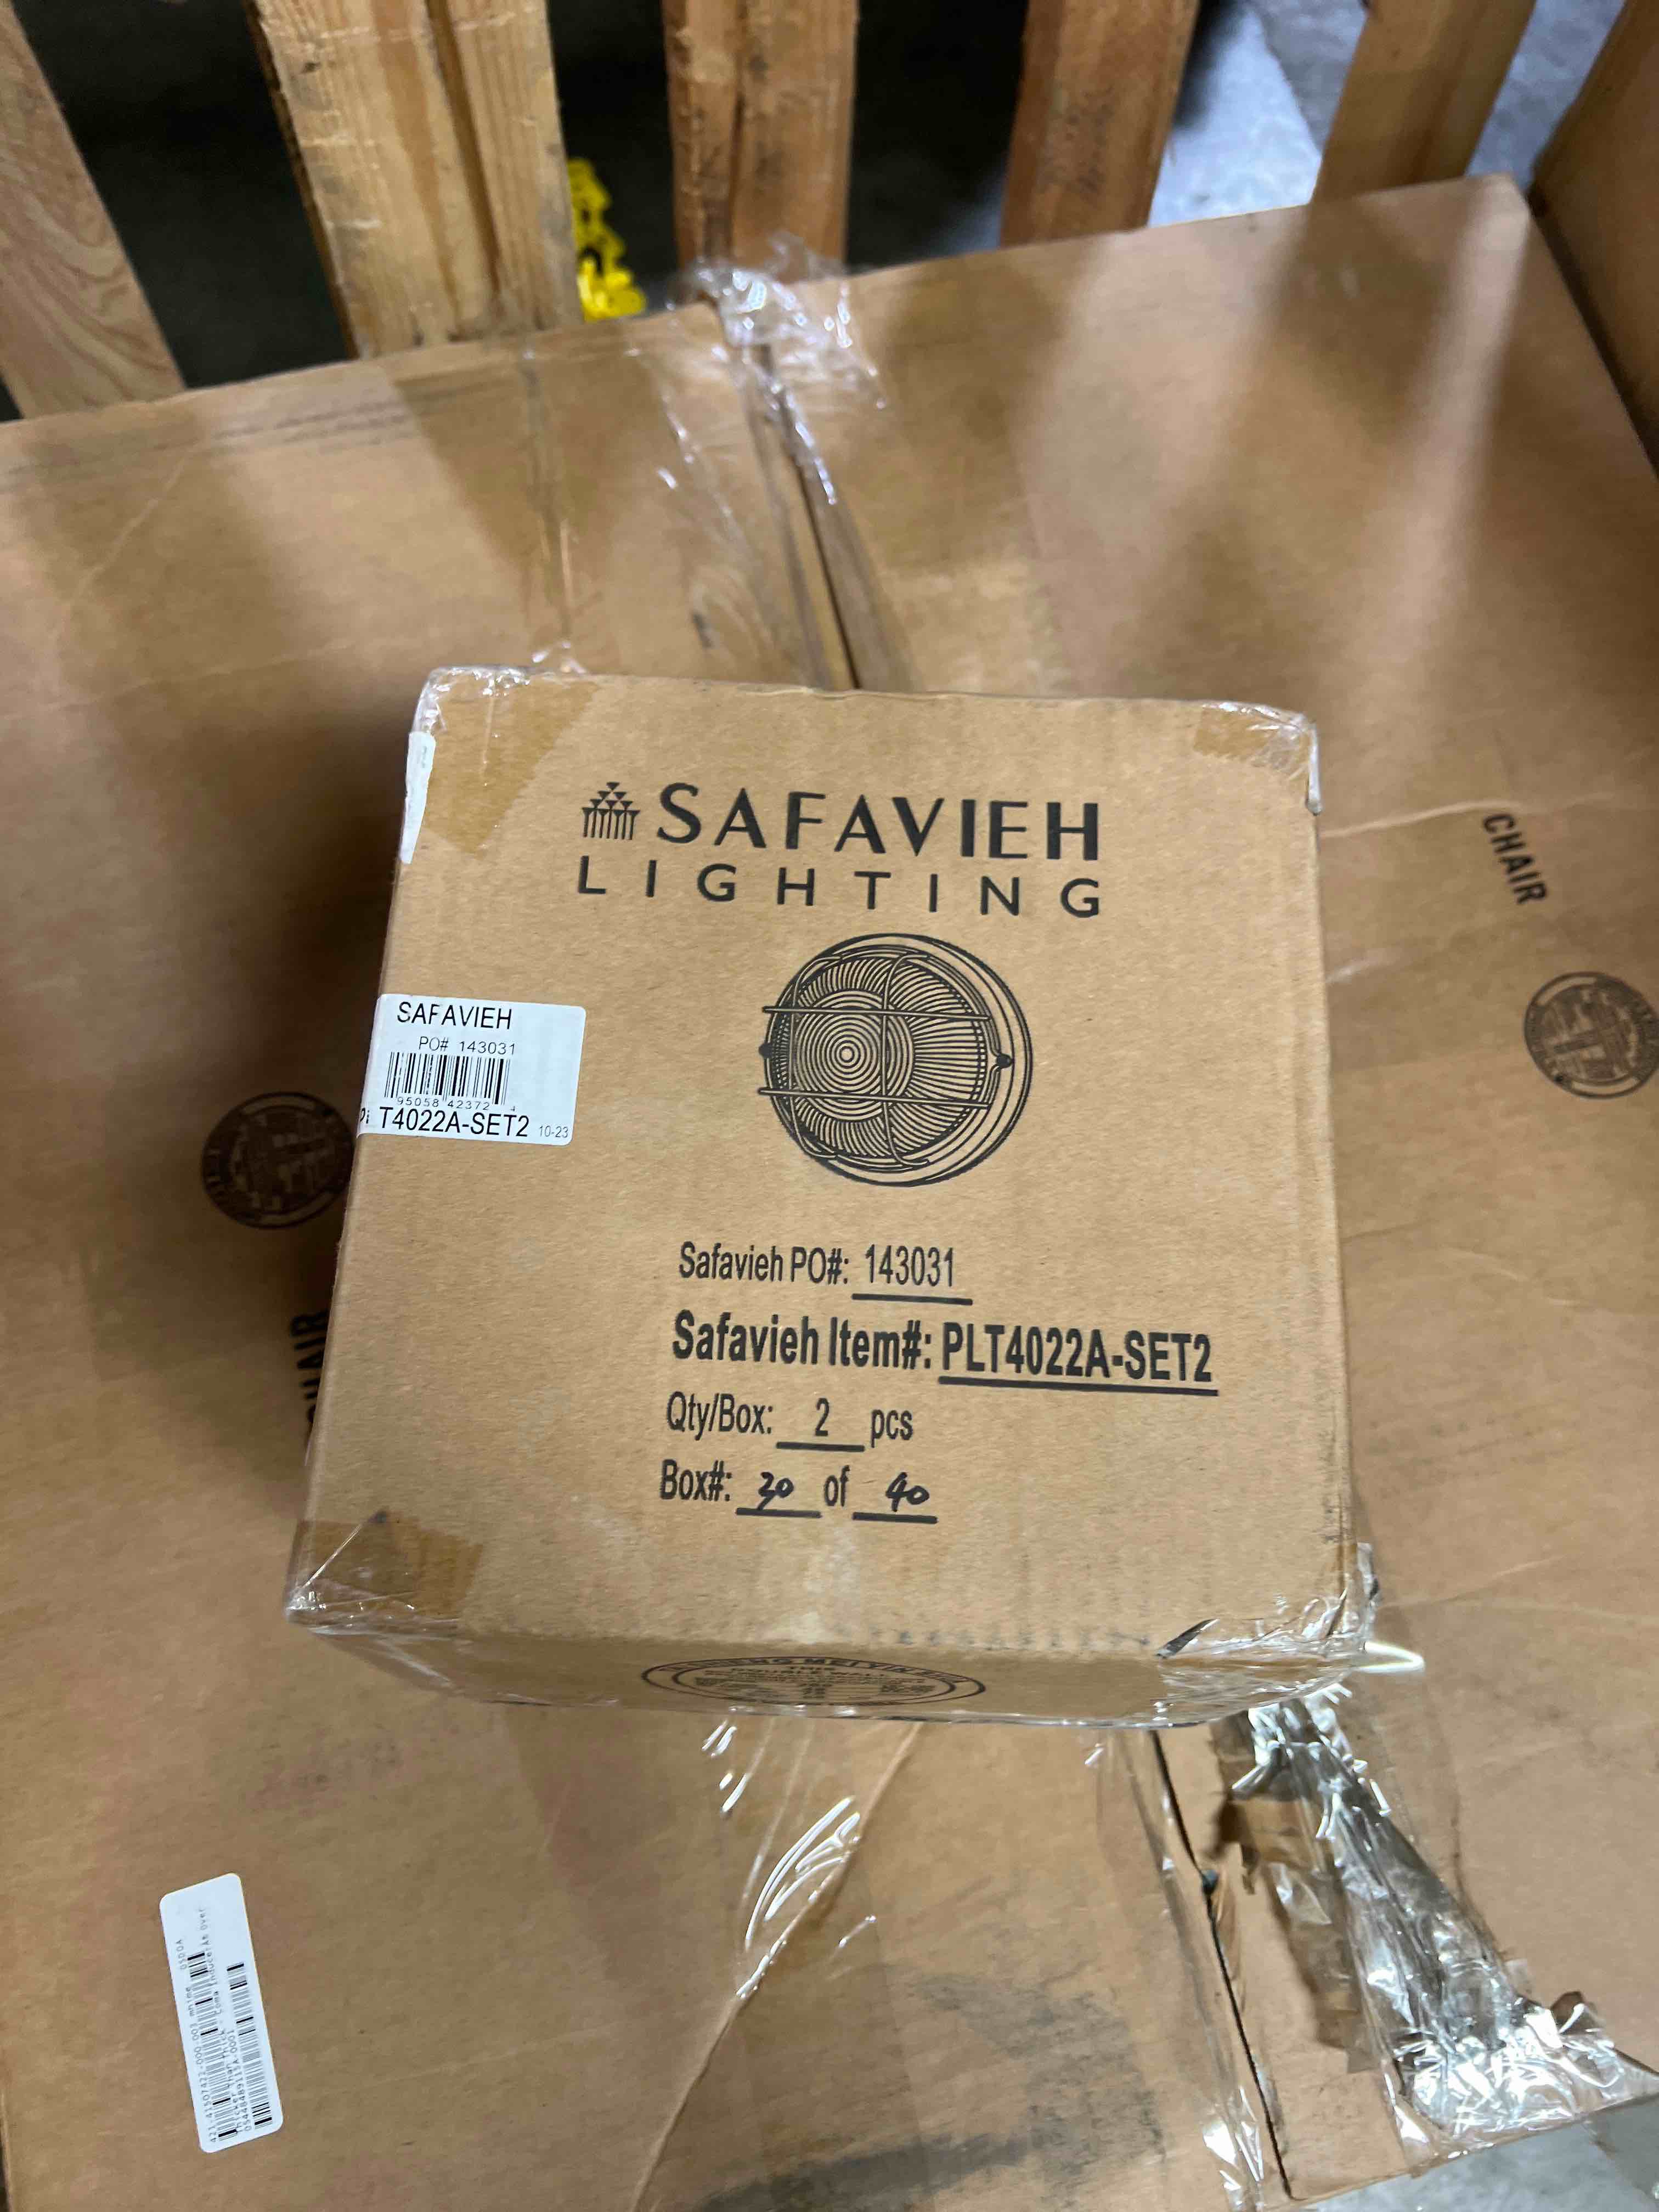 SAFAVIEH
LIGHTING
CHAIR
SAFAVIEH
PO# 143031
95058 42372 4
T4022A-SET2 10-23
Safavieh PO#: 143031
Safavieh Item#: PLT4022A-SET2
Qty/Box: 2 pcs
Box#: 30 of 40
CHAIR